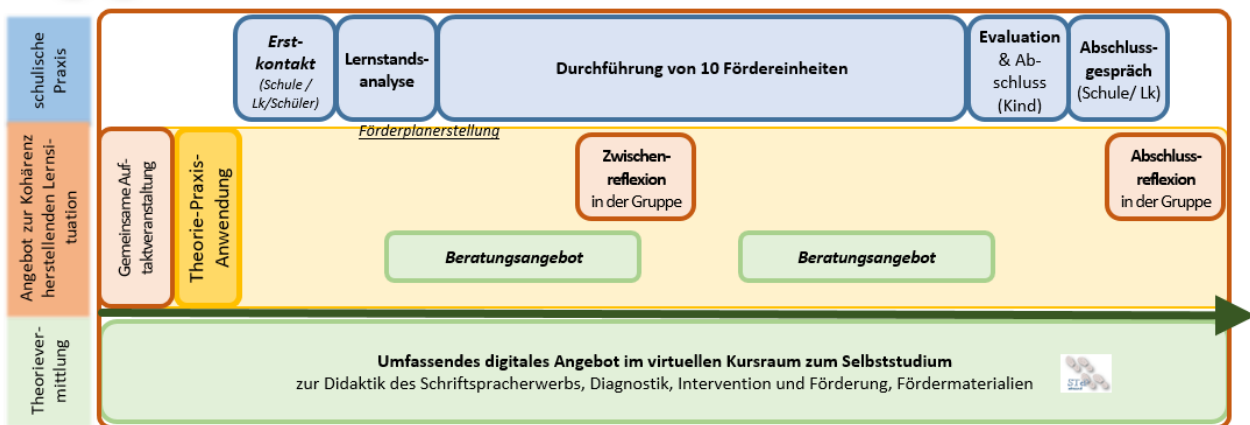 schulische
Praxis
Erst-
kontakt
(Schule /
Lk/Schüler)
Lernstands-
analyse
Durchführung von 10 Fördereinheiten
Evaluation
& Ab-
schluss
(Kind)
Abschluss-
gespräch
(Schule/ Lk)
Förderplanerstellung
Angebot zur Kohärenz
herstellenden Lernsi-
tuation
Gemeinsame Auf-
taktveranstaltung
Theorie-Praxis-
Anwendung
Zwischen-
reflexion
in der Gruppe
Abschluss-
reflexion
in der Gruppe
Beratungsangebot
Beratungsangebot
Theoriever-
mittlung
Umfassendes digitales Angebot im virtuellen Kursraum zum Selbststudium
zur Didaktik des Schriftspracherwerbs, Diagnostik, Intervention und Förderung, Fördermaterialien